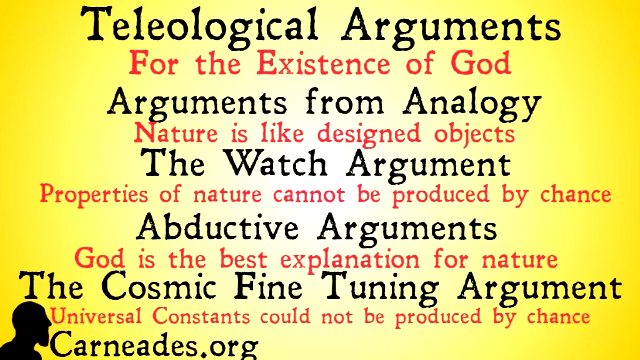 Teleological Arguments
For the Existence of God
Arguments from Analogy
Nature is like designed objects
The Watch Argument
Properties of nature cannot be produced by chance
Abductive Arguments
God is the best explanation for nature
The Cosmic Fine Tuning Argument
Universal Constants could not be produced by chance
Carneades.org